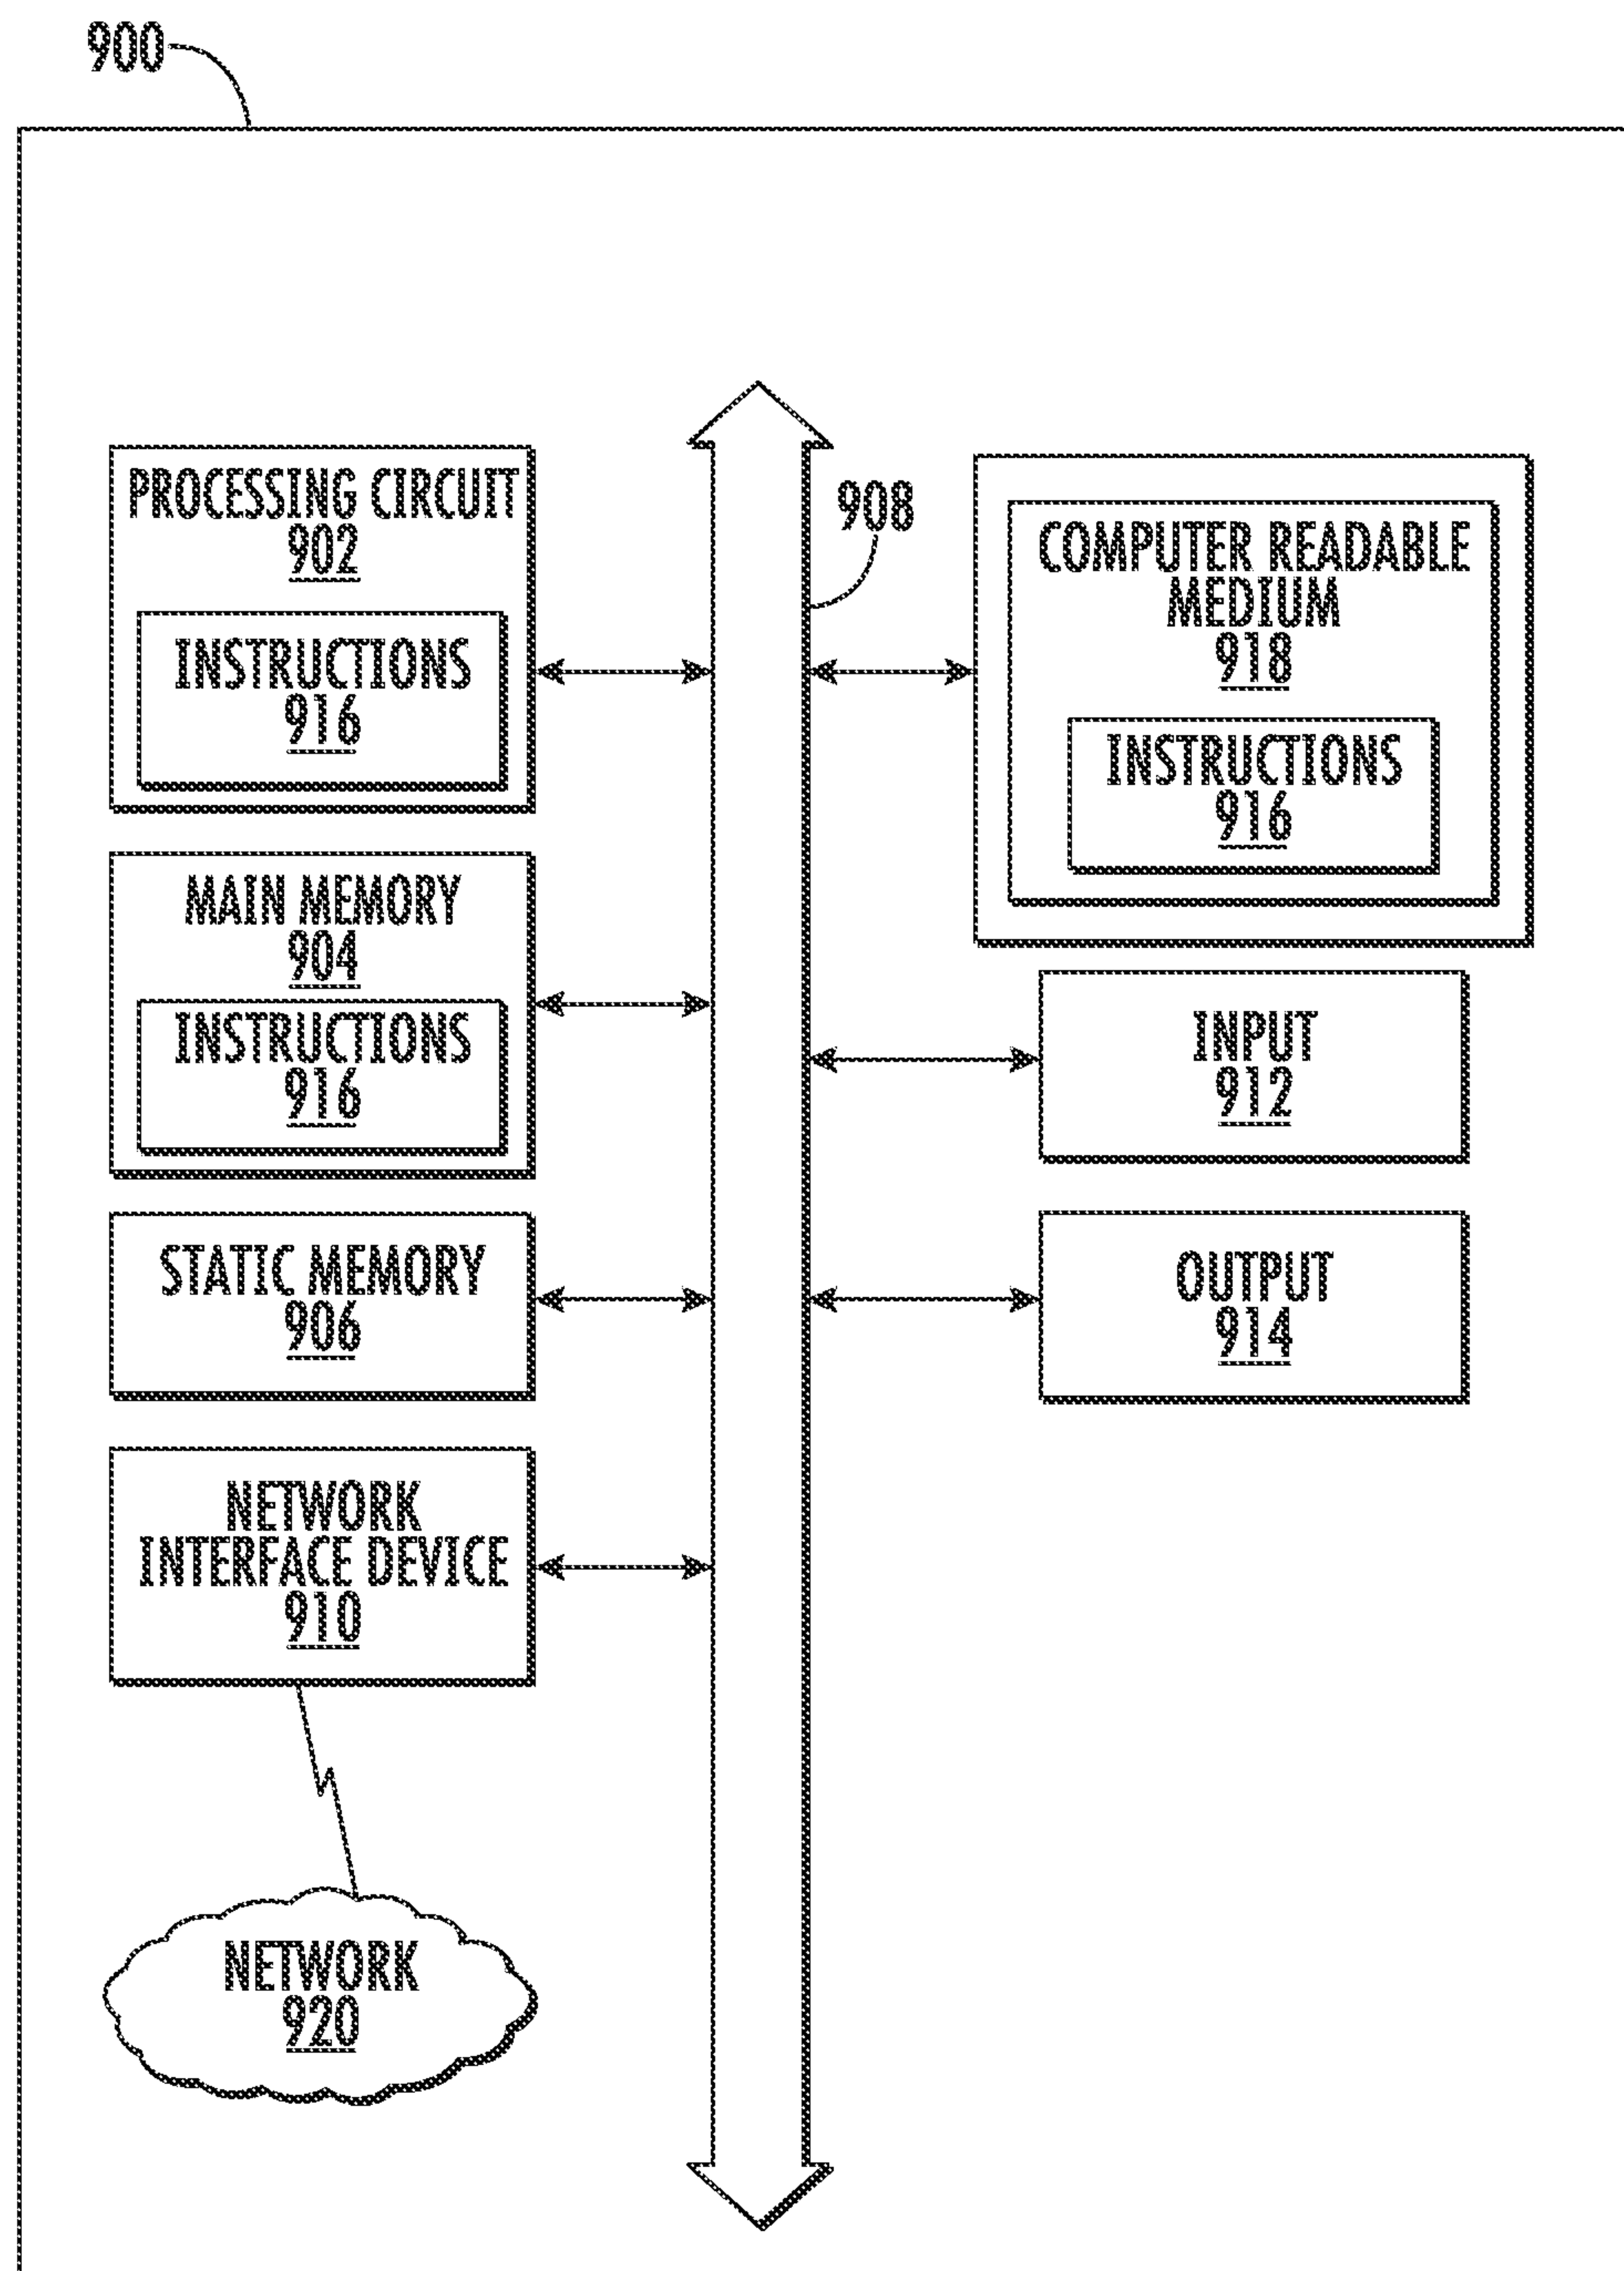 900
PROCESSING CIRCUIT
902
INSTRUCTIONS
916
MAIN MEMORY
904
INSTRUCTIONS
916
STATIC MEMORY
906
NETWORK
INTERFACE DEVICE
910
NETWORK
920
908
COMPUTER READABLE
MEDIUM
918
INSTRUCTIONS
916
INPUT
912
OUTPUT
914